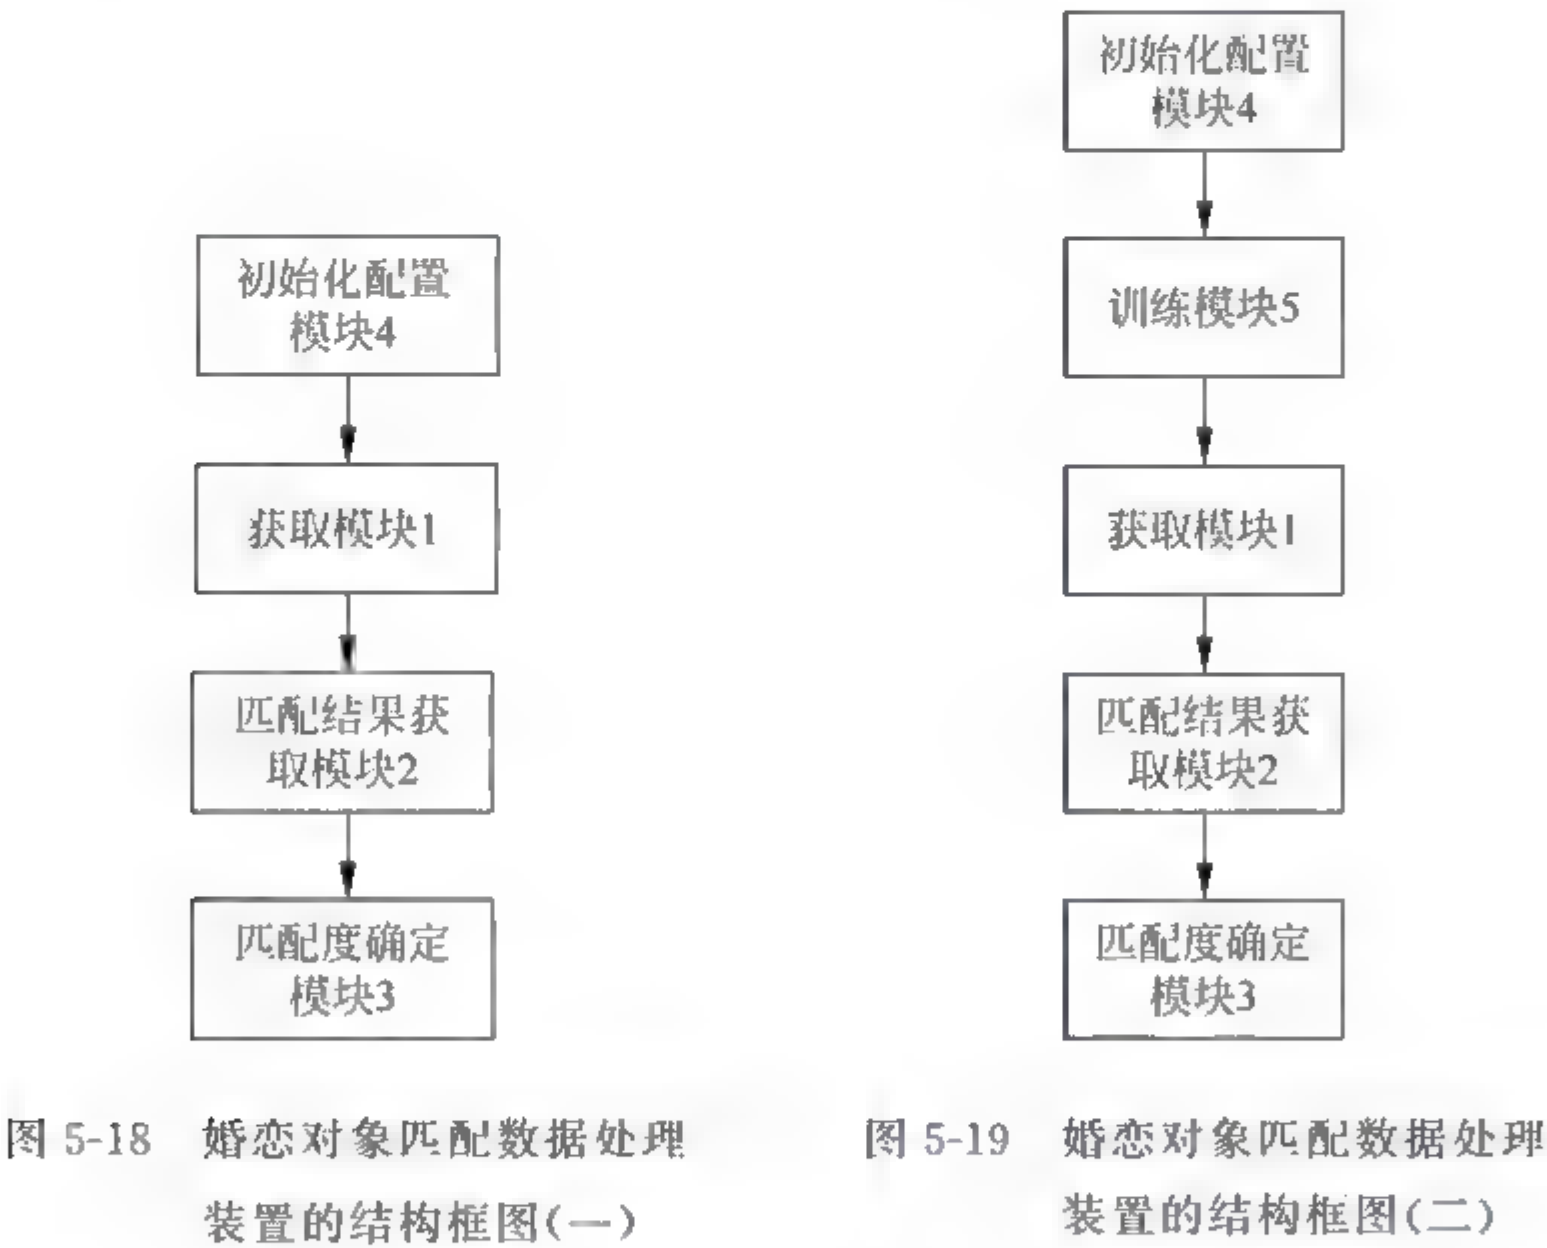 初始化配置
模块4
获取模块1
匹配结果获
取模块2
匹配度确定
模块3
图 5-18 婚恋对象匹配数据处理
装置的结构框图(一)
初始化配置
模块4
训练模块5
获取模块1
匹配结果获
取模块2
匹配度确定
模块3
图 5-19 婚恋对象匹配数据处理
装置的结构框图(二)